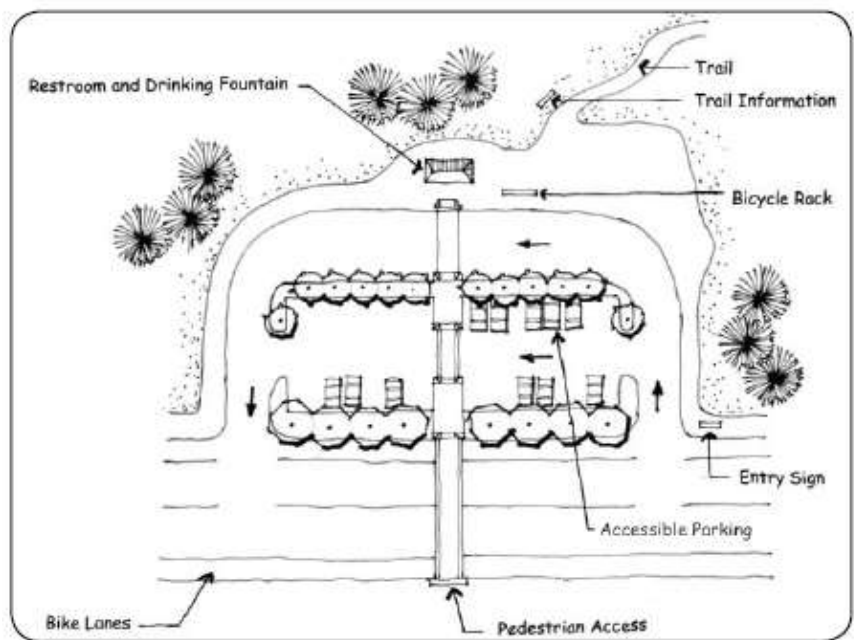 Trail
Restroom and Drinking Fountain
Trail Information
Bicycle Rack
Entry Sign
Accessible Parking
Bike Lanes
Pedestrian Access